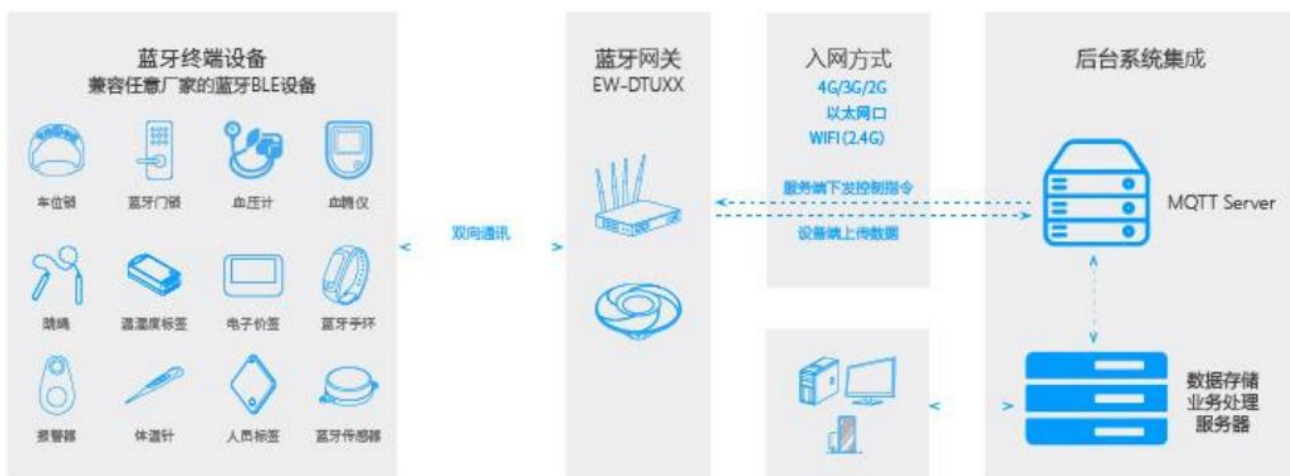 蓝牙终端设备
兼容任意厂家的蓝牙BLE设备
车位锁
蓝牙门锁
血压计
血糖仪
跳绳
温湿度标签
电子价签
蓝牙手环
报警器
体温针
人员标签
蓝牙传感器
双向通讯
蓝牙网关
EW-DTUXX
入网方式
4G/3G/2G
以太网口
WIFI(2.4G)
服务端下发控制指令
设备端上传数据
后台系统集成
MQTT Server
数据存储
业务处理
服务器